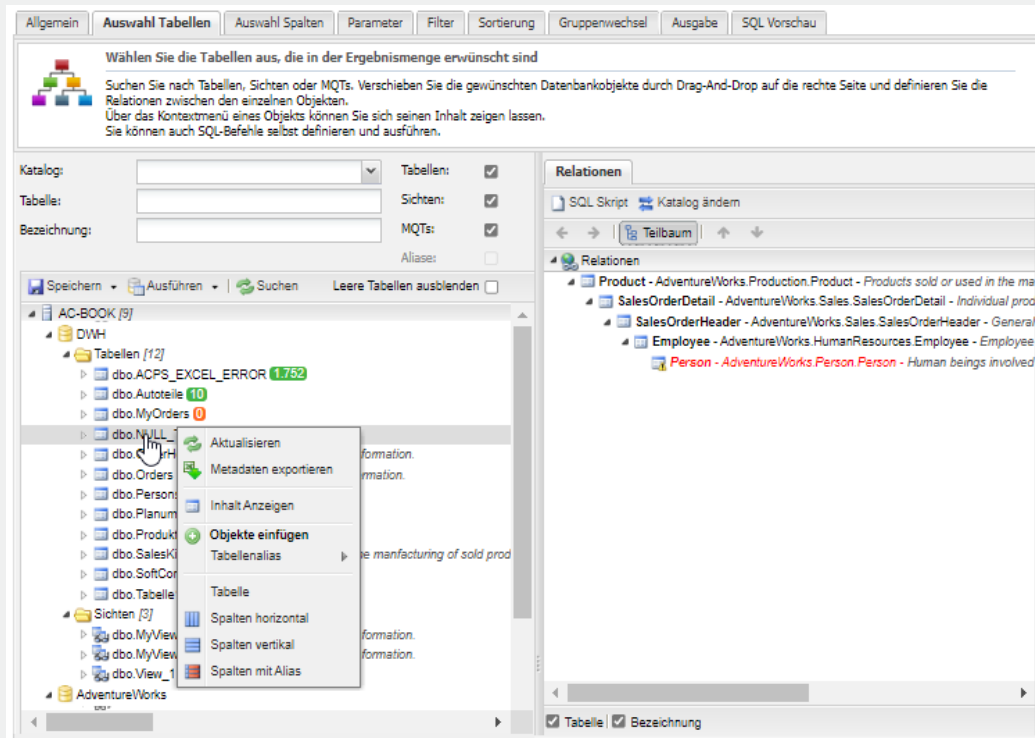 Allgemein Auswahl Tabellen Auswahl Spalten Parameter Filter Sortierung Gruppenwechsel Ausgabe SQL Vorschau
Wählen Sie die Tabellen aus, die in der Ergebnismenge erwünscht sind
Suchen Sie nach Tabellen, Sichten oder MQTs. Verschieben Sie die gewünschten Datenbankobjekte durch Drag-And-Drop auf die rechte Seite und definieren Sie die
Relationen zwischen den einzelnen Objekten.
Über das Kontextmenü eines Objekts können Sie sich seinen Inhalt zeigen lassen.
Sie können auch SQL-Befehle selbst definieren und ausführen.
Katalog:
Tabellen:
Tabelle:
Sichten:
Bezeichnung:
MQTs:
Aliase:
Speichern Ausführen Suchen Leere Tabellen ausblenden
AC-BOOK [9]
DWH
Tabellen [12]
dbo.ACPS_EXCEL_ERROR 1.752
dbo.Autoteile 10
dbo.MyOrders 0
dbo.NULL_
formation.
dbo.Orders rmation.
dbo.Person
dbo.Planum
dbo.Produkt
dbo.SalesKi e manfacturing of sold prod
dbo.SoftCor
dbo.Tabelle
Sichten [3]
dbo.MyView formation.
dbo.MyView formation.
dbo.View_1
AdventureWorks
Aktualisieren
Metadaten exportieren
Inhalt Anzeigen
Objekte einfügen
Tabellenalias
Tabelle
Spalten horizontal
Spalten vertikal
Spalten mit Alias
Relationen
SQL Skript Katalog ändern
Teilbaum
Relationen
Product - AdventureWorks.Production.Product - Products sold or used in the ma
SalesOrderDetail - AdventureWorks.Sales.SalesOrderDetail - Individual prod
SalesOrderHeader - AdventureWorks.Sales.SalesOrderHeader - General
Employee - AdventureWorks.HumanResources.Employee - Employee
Person - AdventureWorks.Person.Person - Human beings involved
Tabelle Bezeichnung